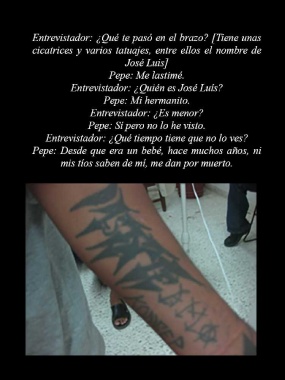 Entrevistador: ¿Qué te pasó en el brazo? [Tiene unas
cicatrices y varios tatuajes, entre ellos el nombre de
José Luis]
Pepe: Me lastimé.
Entrevistador: ¿Quién es José Luís?
Pepe: Mi hermanito.
Entrevistador: ¿Es menor?
Pepe: Si pero no lo he visto.
Entrevistador: ¿Qué tiempo tiene que no lo ves?
Pepe: Desde que era un bebé, hace muchos años, ni
mis tíos saben de mí, me dan por muerto.